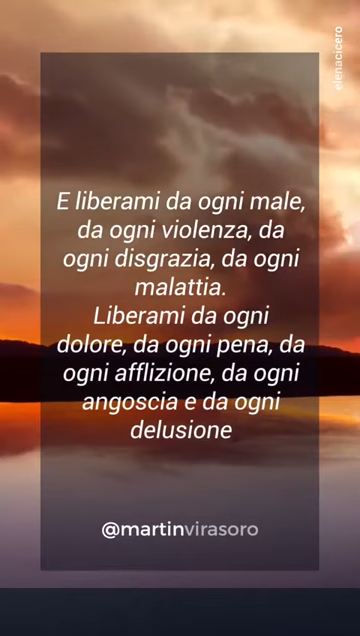 elenacicero
E liberami da ogni male,
da ogni violenza, da
ogni disgrazia, da ogni
malattia.
Liberami da ogni
dolore, da ogni pena, da
ogni afflizione, da ogni
angoscia e da ogni
delusione
@martinvirasoro